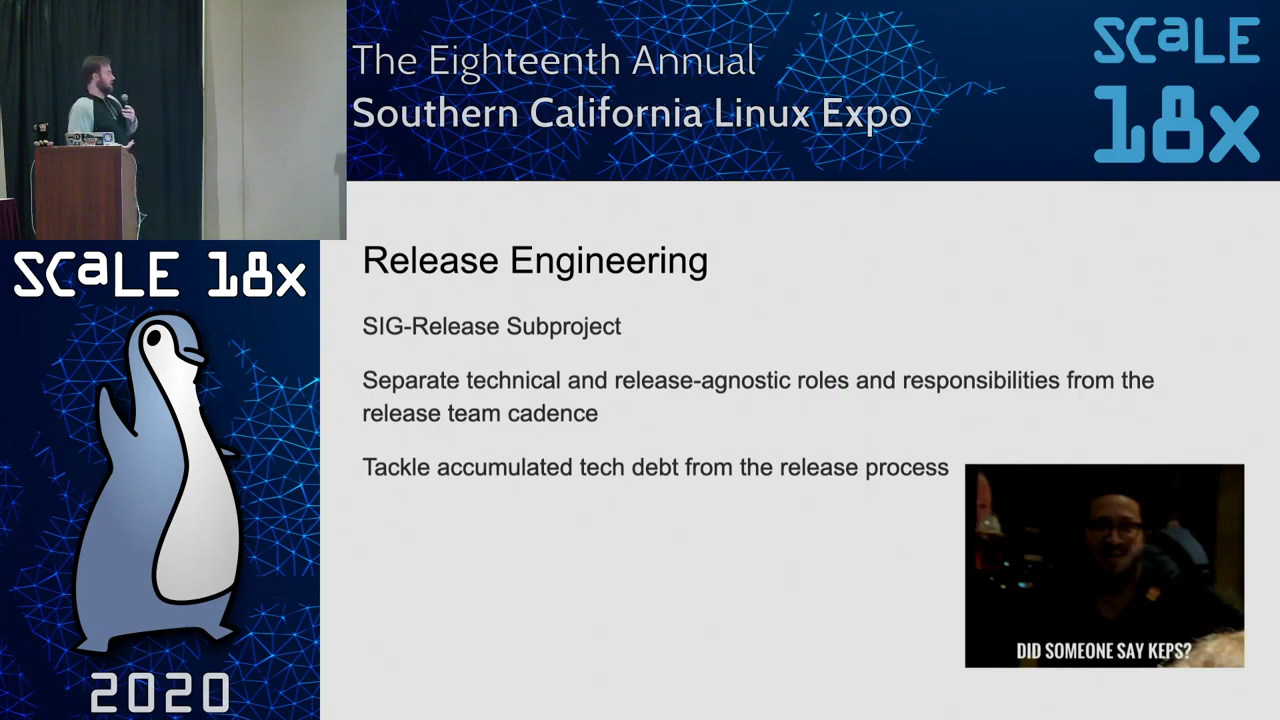 The Eighteenth Annual
Southern California Linux Expo
SCaLE
18x
SCaLE 18x
2020
Release Engineering
SIG-Release Subproject
Separate technical and release-agnostic roles and responsibilities from the
release team cadence
Tackle accumulated tech debt from the release process
DID SOMEONE SAY KEPS?